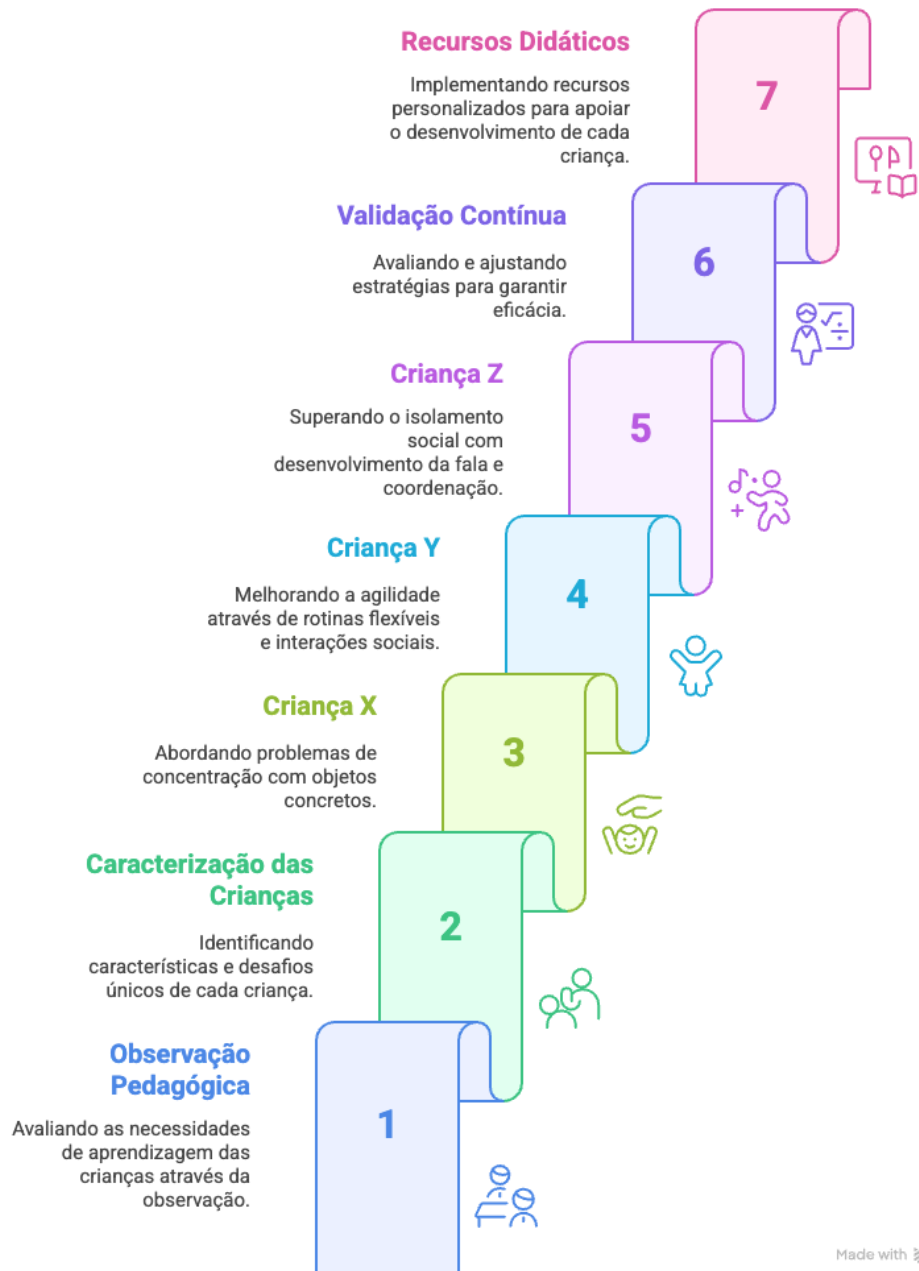 Recursos Didáticos
7
Implementando recursos
personalizados para apoiar
o desenvolvimento de cada
criança.
Validação Contínua
6
Avaliando e ajustando
estratégias para garantir
eficácia.
Criança Z
5
Superando o isolamento
social com
desenvolvimento da fala e
coordenação.
Criança Y
4
Melhorando a agilidade
através de rotinas flexíveis
e interações sociais.
Criança X
3
Abordando problemas de
concentração com objetos
concretos.
Caracterização das
Crianças
2
Identificando
características e desafios
únicos de cada criança.
Observação
Pedagógica
1
Avaliando as necessidades
de aprendizagem das
crianças através da
observação.
Made with